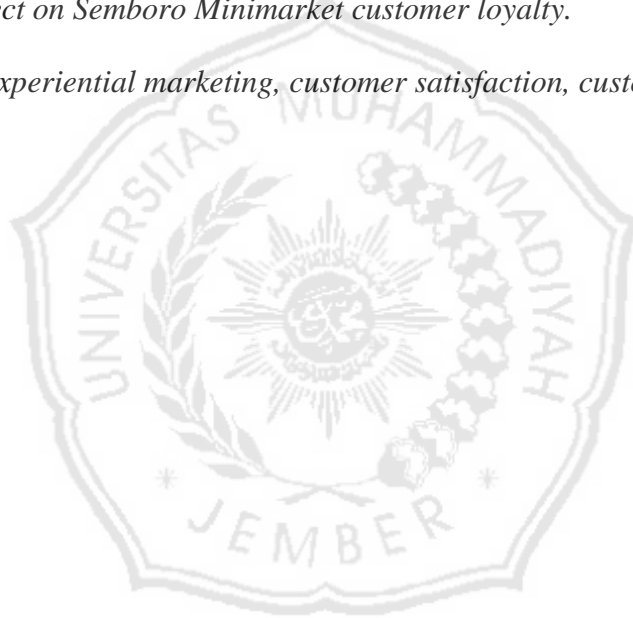 ect on Semboro Minimarket customer loyalty.
xperiential marketing, customer satisfaction, custo
UNIVERSITAS MUHAMMADIYAH
JEMBER